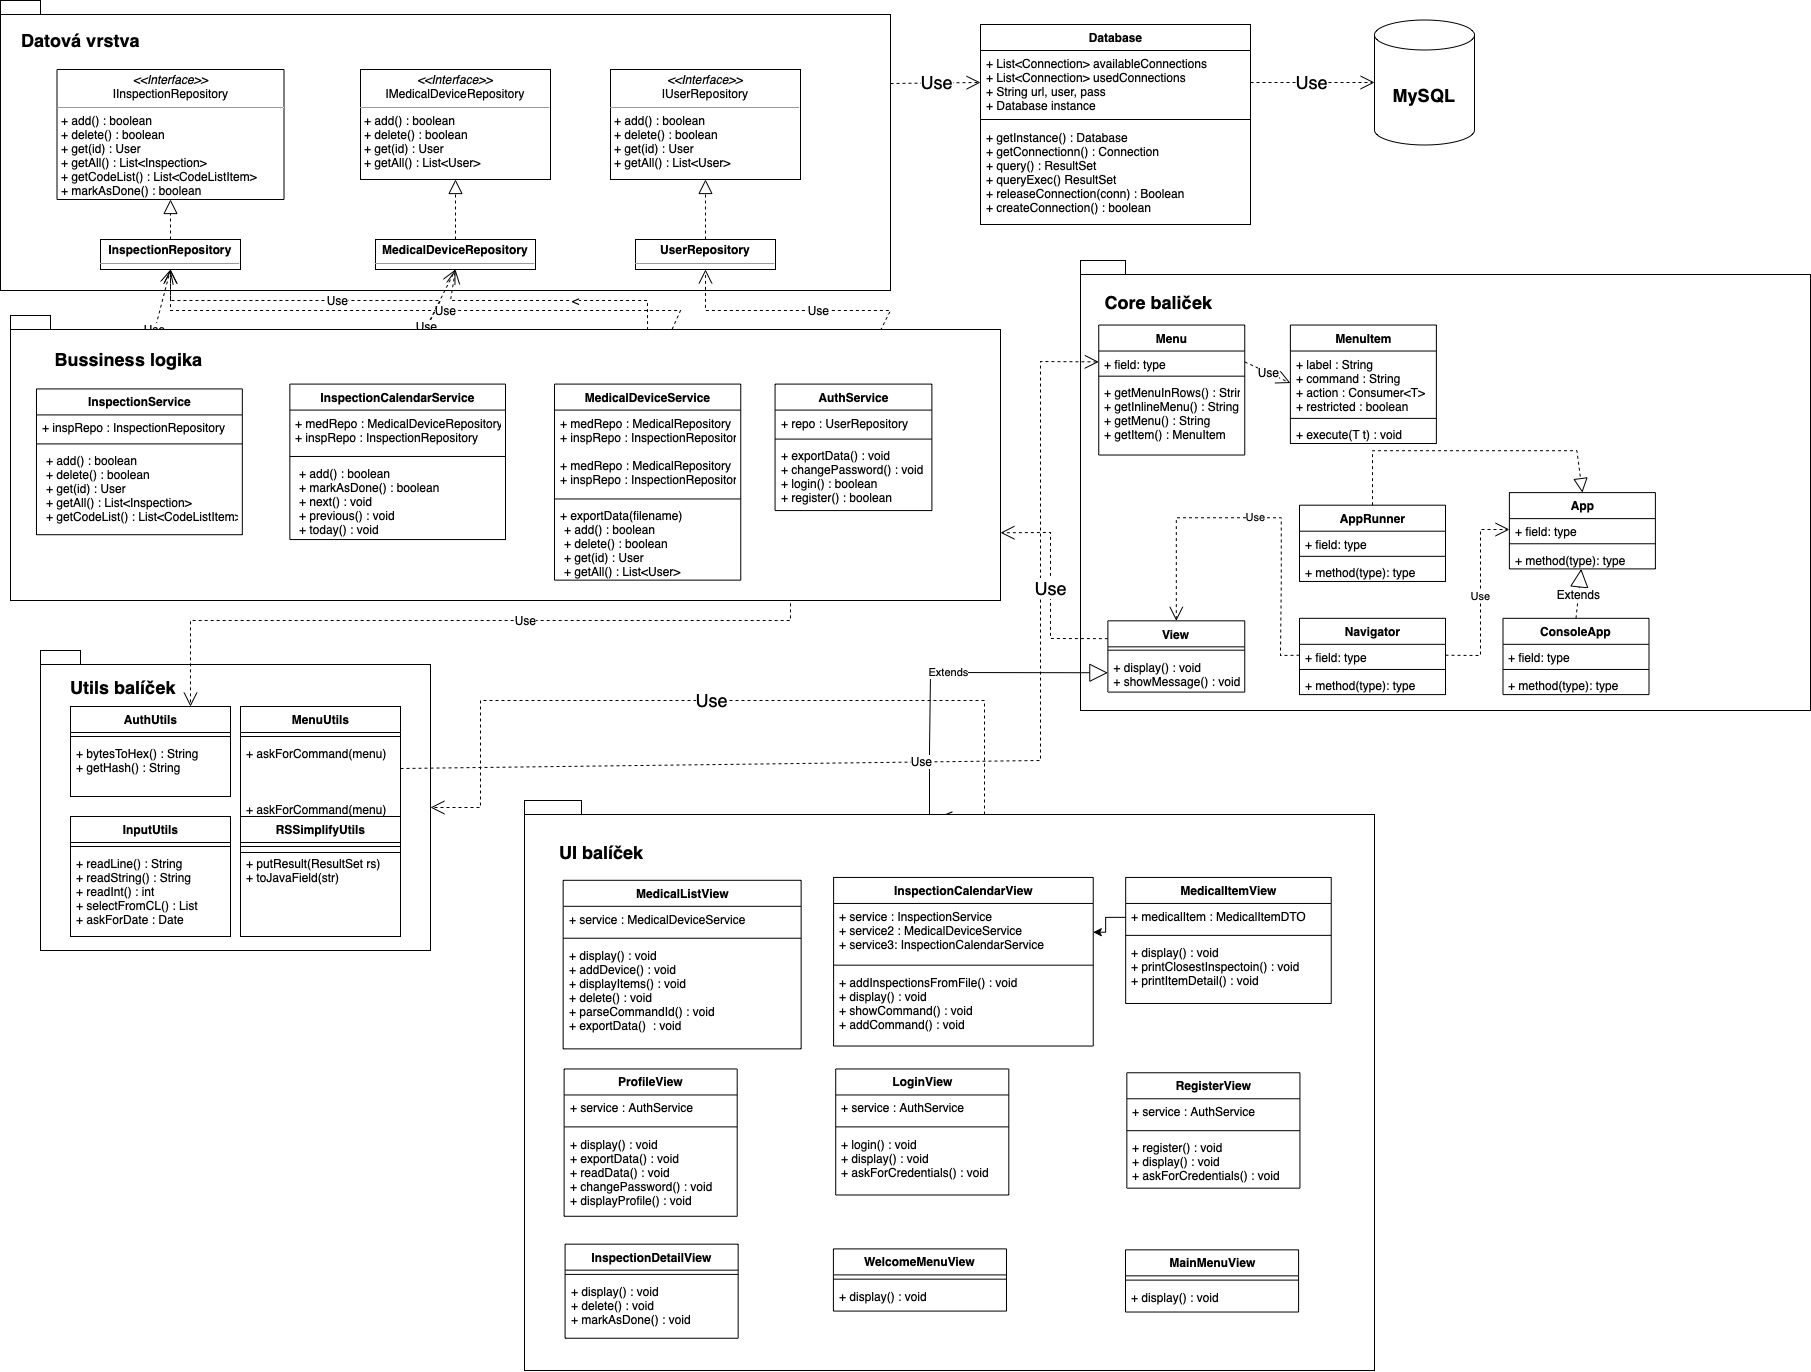 Datová vrstva
<<Interface>>
IInspectionRepository
+ add() : boolean
+ delete() : boolean
+ get(id) : User
+ getAll() : List<Inspection>
+ getCodeList() : List<CodeListItem>
+ markAsDone() : boolean
<<Interface>>
IMedicalDeviceRepository
+ add() : boolean
+ delete() : boolean
+ get(id) : User
+ getAll() : List<User>
<<Interface>>
IUserRepository
+ add() : boolean
+ delete() : boolean
+ get(id) : User
+ getAll() : List<User>
InspectionRepository
MedicalDeviceRepository
UserRepository
Use
Database
+ List<Connection> availableConnections
+ List<Connection> usedConnections
+ String url, user, pass
+ Database instance
+ getInstance() : Database
+ getConnectionn() : Connection
+ query() : ResultSet
+ queryExec() ResultSet
+ releaseConnection(conn) : Boolean
+ createConnection() : boolean
Use
MySQL
Use
Use
Use
Use
Use
Bussiness logika
InspectionService
+ inspRepo : InspectionRepository
+ add() : boolean
+ delete() : boolean
+ get(id) : User
+ getAll() : List<Inspection>
+ getCodeList() : List<CodeListItem>
InspectionCalendarService
+ medRepo : MedicalDeviceRepository
+ inspRepo : InspectionRepository
+ add() : boolean
+ markAsDone() : boolean
+ next() : void
+ previous() : void
+ today() : void
MedicalDeviceService
+ medRepo : MedicalRepository
+ inspRepo : InspectionRepositor
+ medRepo : MedicalRepository
+ inspRepo : InspectionRepositor
+ exportData(filename)
+ add() : boolean
+ delete() : boolean
+ get(id) : User
+ getAll() : List<User>
AuthService
+ repo : UserRepository
+ exportData() : void
+ changePassword() : void
+ login() : boolean
+ register() : boolean
Core baliček
Menu
+ field: type
+ getMenuInRows() : Strir
+ getInlineMenu() : String
+ getMenu() : String
+ getItem() : MenuItem
Use
MenuItem
+ label : String
+ command : String
+ action : Consumer<T>
+ restricted : boolean
+ execute(T t) : void
AppRunner
+ field: type
+ method(type): type
App
+ field: type
+ method(type): type
Use
Use
Extends
View
+ display() : void
+ showMessage() : void
Navigator
+ field: type
+ method(type): type
ConsoleApp
+ field: type
+ method(type): type
Use
Use
Extends
Use
Use
Utils balíček
AuthUtils
+ bytesToHex() : String
+ getHash() : String
MenuUtils
+ askForCommand(menu)
+ askForCommand(menu)
InputUtils
+ readLine() : String
+ readString() : String
+ readInt() : int
+ selectFromCL() : List
+ askForDate : Date
RSSimplifyUtils
+ putResult(ResultSet rs)
+ toJavaField(str)
UI balíček
MedicalListView
+ service : MedicalDeviceService
+ display() : void
+ addDevice() : void
+ displayItems() : void
+ delete() : void
+ parseCommandId() : void
+ exportData()  : void
InspectionCalendarView
+ service : InspectionService
+ service2 : MedicalDeviceService
+ service3: InspectionCalendarService
+ addInspectionsFromFile() : void
+ display() : void
+ showCommand() : void
+ addCommand() : void
MedicalItemView
+ medicalItem : MedicalItemDTO
+ display() : void
+ printClosestInspectoin() : void
+ printItemDetail() : void
ProfileView
+ service : AuthService
+ display() : void
+ exportData() : void
+ readData() : void
+ changePassword() : void
+ displayProfile() : void
LoginView
+ service : AuthService
+ login() : void
+ display() : void
+ askForCredentials() : void
RegisterView
+ service : AuthService
+ register() : void
+ display() : void
+ askForCredentials() : void
InspectionDetailView
+ display() : void
+ delete() : void
+ markAsDone() : void
WelcomeMenuView
+ display() : void
MainMenuView
+ display() : void